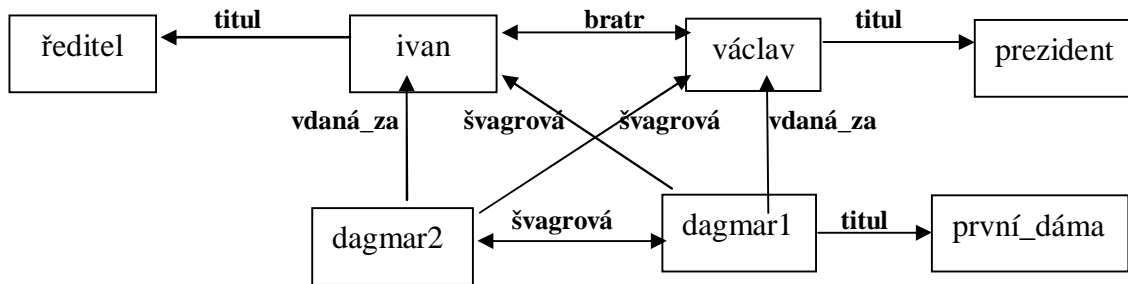 titul
bratr
titul
ředitel
ivan
václav
prezident
vdaná_za
švagrová
švagrová
vdaná_za
dagmar2
švagrová
dagmar1
titul
první_dáma